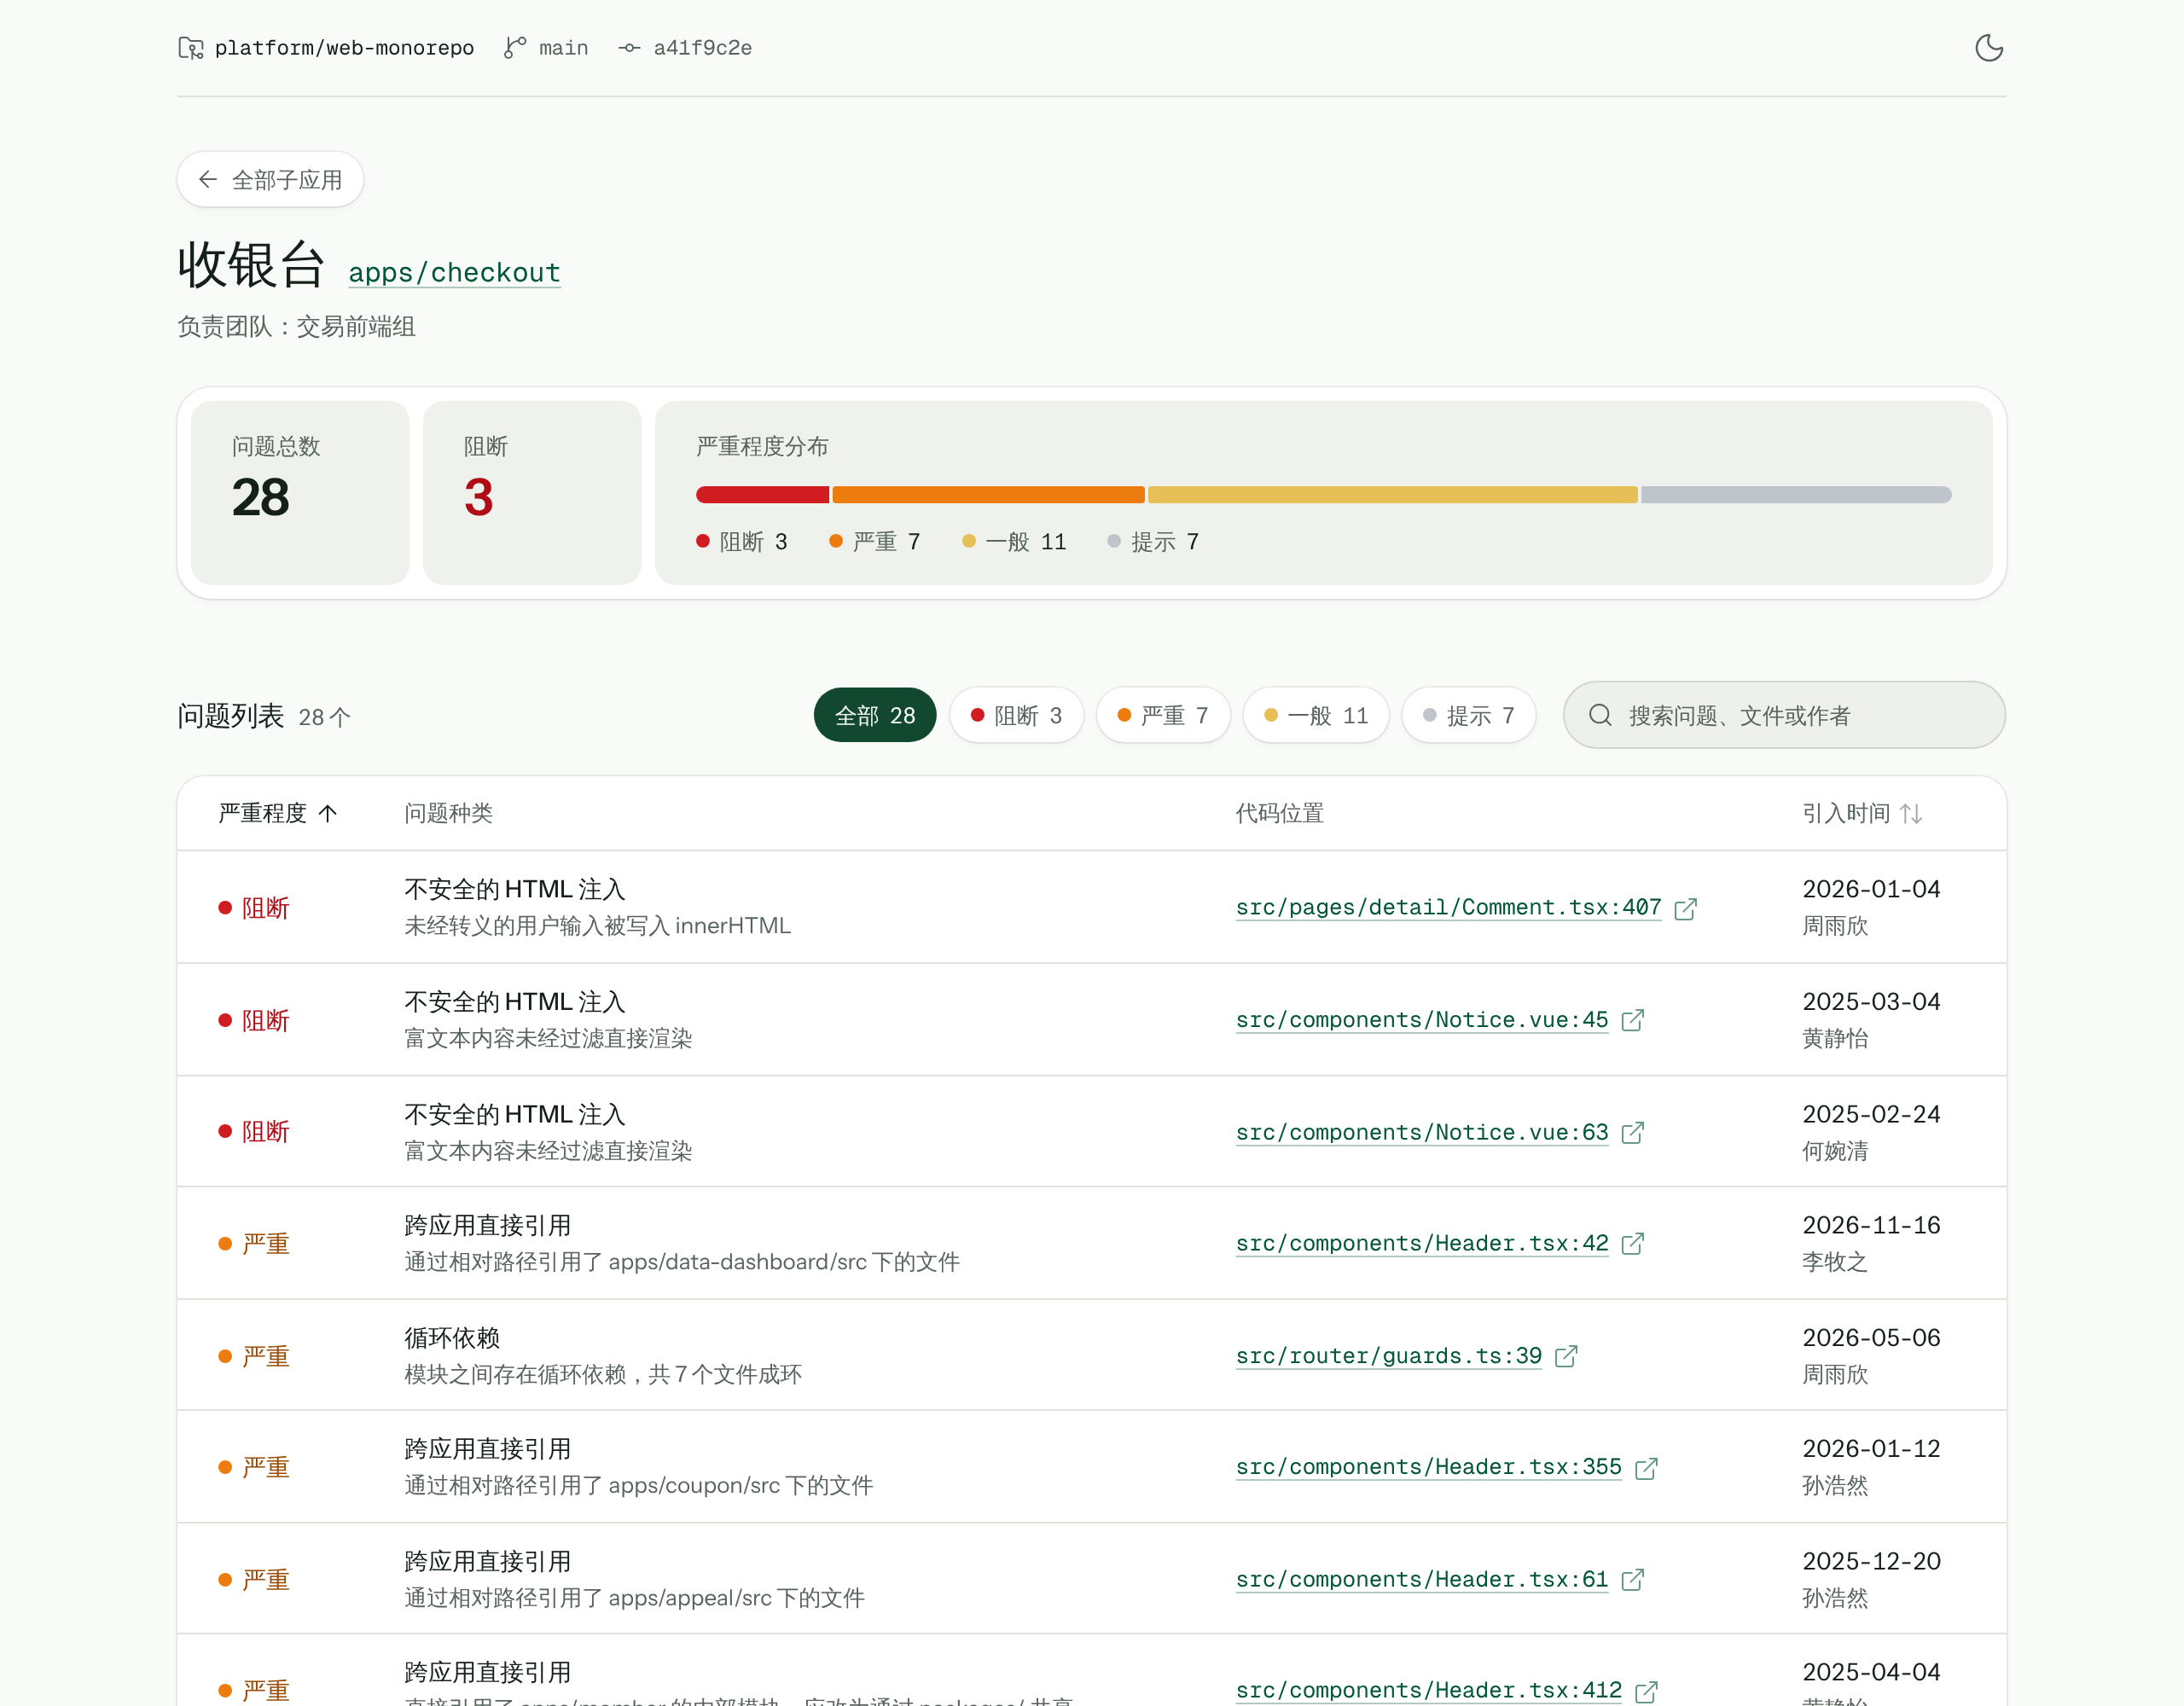 platform/web-monorepo main a41f9c2e
全部子应用
收银台 apps/checkout
负责团队：交易前端组
问题总数
28
阻断
3
严重程度分布
阻断 3 严重 7 一般 11 提示 7
问题列表 28 个
全部 28 阻断 3 严重 7 一般 11 提示 7 搜索问题、文件或作者
严重程度 问题种类 代码位置 引入时间
阻断
不安全的 HTML 注入
未经转义的用户输入被写入 innerHTML
src/pages/detail/Comment.tsx:407
2026-01-04
周雨欣
阻断
不安全的 HTML 注入
富文本内容未经过滤直接渲染
src/components/Notice.vue:45
2025-03-04
黄静怡
阻断
不安全的 HTML 注入
富文本内容未经过滤直接渲染
src/components/Notice.vue:63
2025-02-24
何婉清
严重
跨应用直接引用
通过相对路径引用了 apps/data-dashboard/src 下的文件
src/components/Header.tsx:42
2026-11-16
李牧之
严重
循环依赖
模块之间存在循环依赖，共 7 个文件成环
src/router/guards.ts:39
2026-05-06
周雨欣
严重
跨应用直接引用
通过相对路径引用了 apps/coupon/src 下的文件
src/components/Header.tsx:355
2026-01-12
孙浩然
严重
跨应用直接引用
通过相对路径引用了 apps/appeal/src 下的文件
src/components/Header.tsx:61
2025-12-20
孙浩然
严重
跨应用直接引用
src/components/Header.tsx:412
2025-04-04